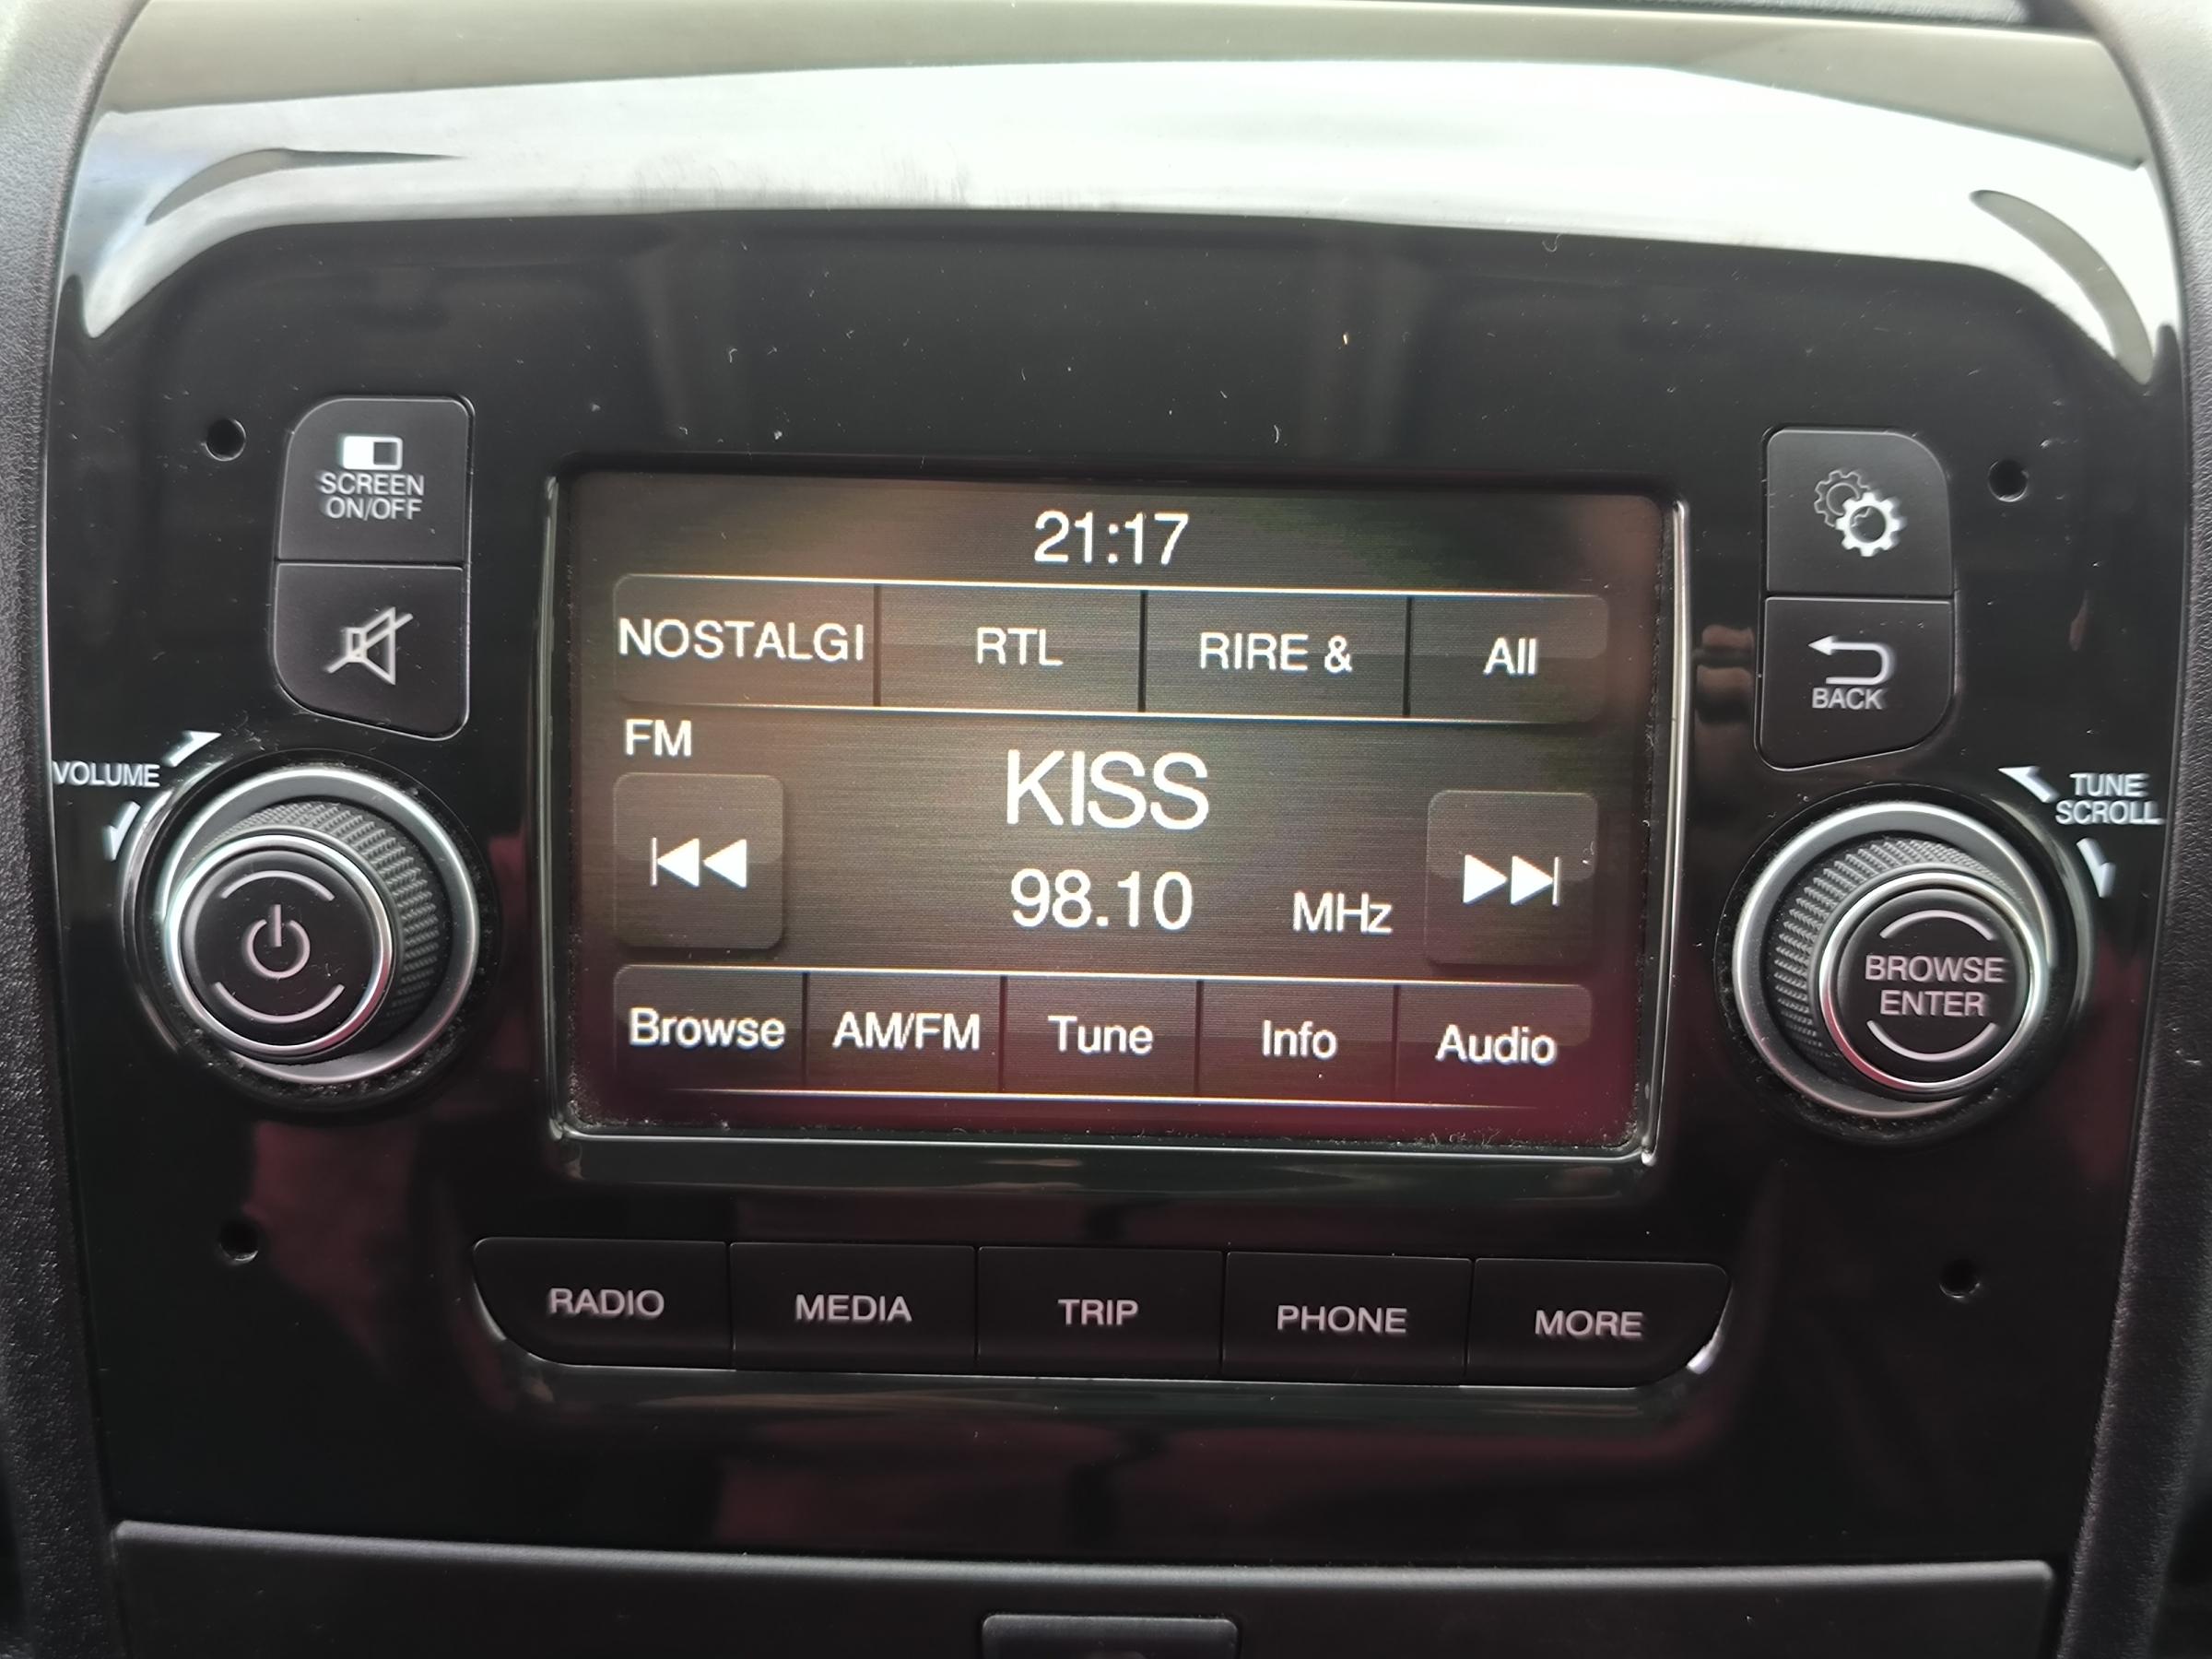 SCREEN
ON/OFF
21:17
NOSTALGI RTL RIRE & All
BACK
VOLUME
FM
KISS
TUNE
SCROLL
98.10 MHz
BROWSE
ENTER
Browse AM/FM Tune Info Audio
RADIO MEDIA TRIP PHONE MORE